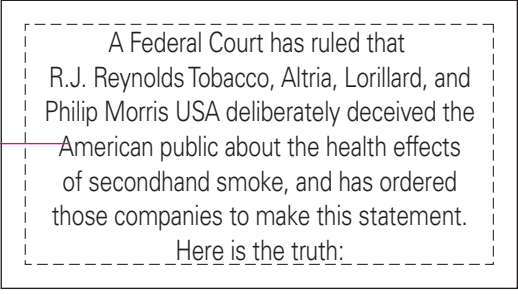 A Federal Court has ruled that
R.J. Reynolds Tobacco, Altria, Lorillard, and
Philip Morris USA deliberately deceived the
American public about the health effects
of secondhand smoke, and has ordered
those companies to make this statement.
Here is the truth: